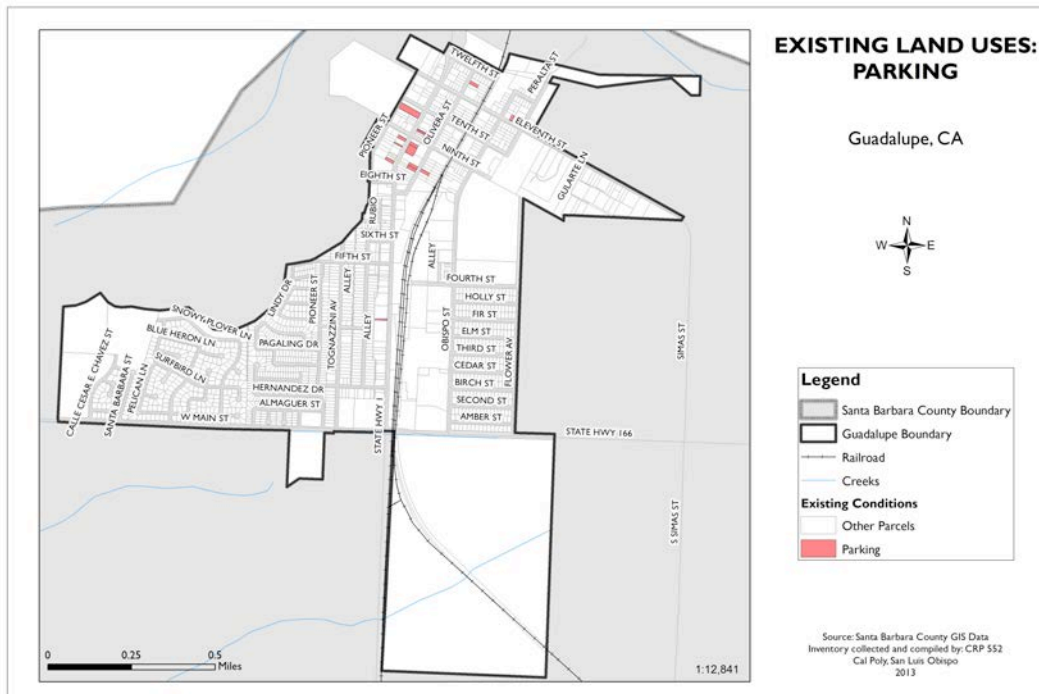 EXISTING LAND USES:
PARKING
Guadalupe, CA
N
W E
S
TWELFTH ST
PERALTA ST
OLIVERA ST
PIONEER ST
TENTH ST
ELEVENTH ST
NINTH ST
GULARTE LN
EIGHTH ST
RUBIO
SIXTH ST
FIFTH ST
ALLEY
ALLEY
FOURTH ST
LINDY DR
PIONEER ST
TOGNAZZINI AV
ALLEY
HOLLY ST
FIR ST
ELM ST
THIRD ST
CEDAR ST
BIRCH ST
SECOND ST
AMBER ST
OBISPO ST
FLOWER AV
SIMAS ST
SNOWY PLOVER LN
BLUE HERON LN
PAGALING DR
SURFBIRD LN
CALLE CESAR E. CHAVEZ ST
SANTA BARBARA ST
PELICAN LN
HERNANDEZ DR
ALMAGUER ST
W MAIN ST
STATE HWY 1
STATE HWY 166
S SIMAS ST
Legend
Santa Barbara County Boundary
Guadalupe Boundary
Railroad
Creeks
Existing Conditions
Other Parcels
Parking
0 0.25 0.5
Miles
1:12,841
Source: Santa Barbara County GIS Data
Inventory collected and compiled by: CRP 552
Cal Poly, San Luis Obispo
2013